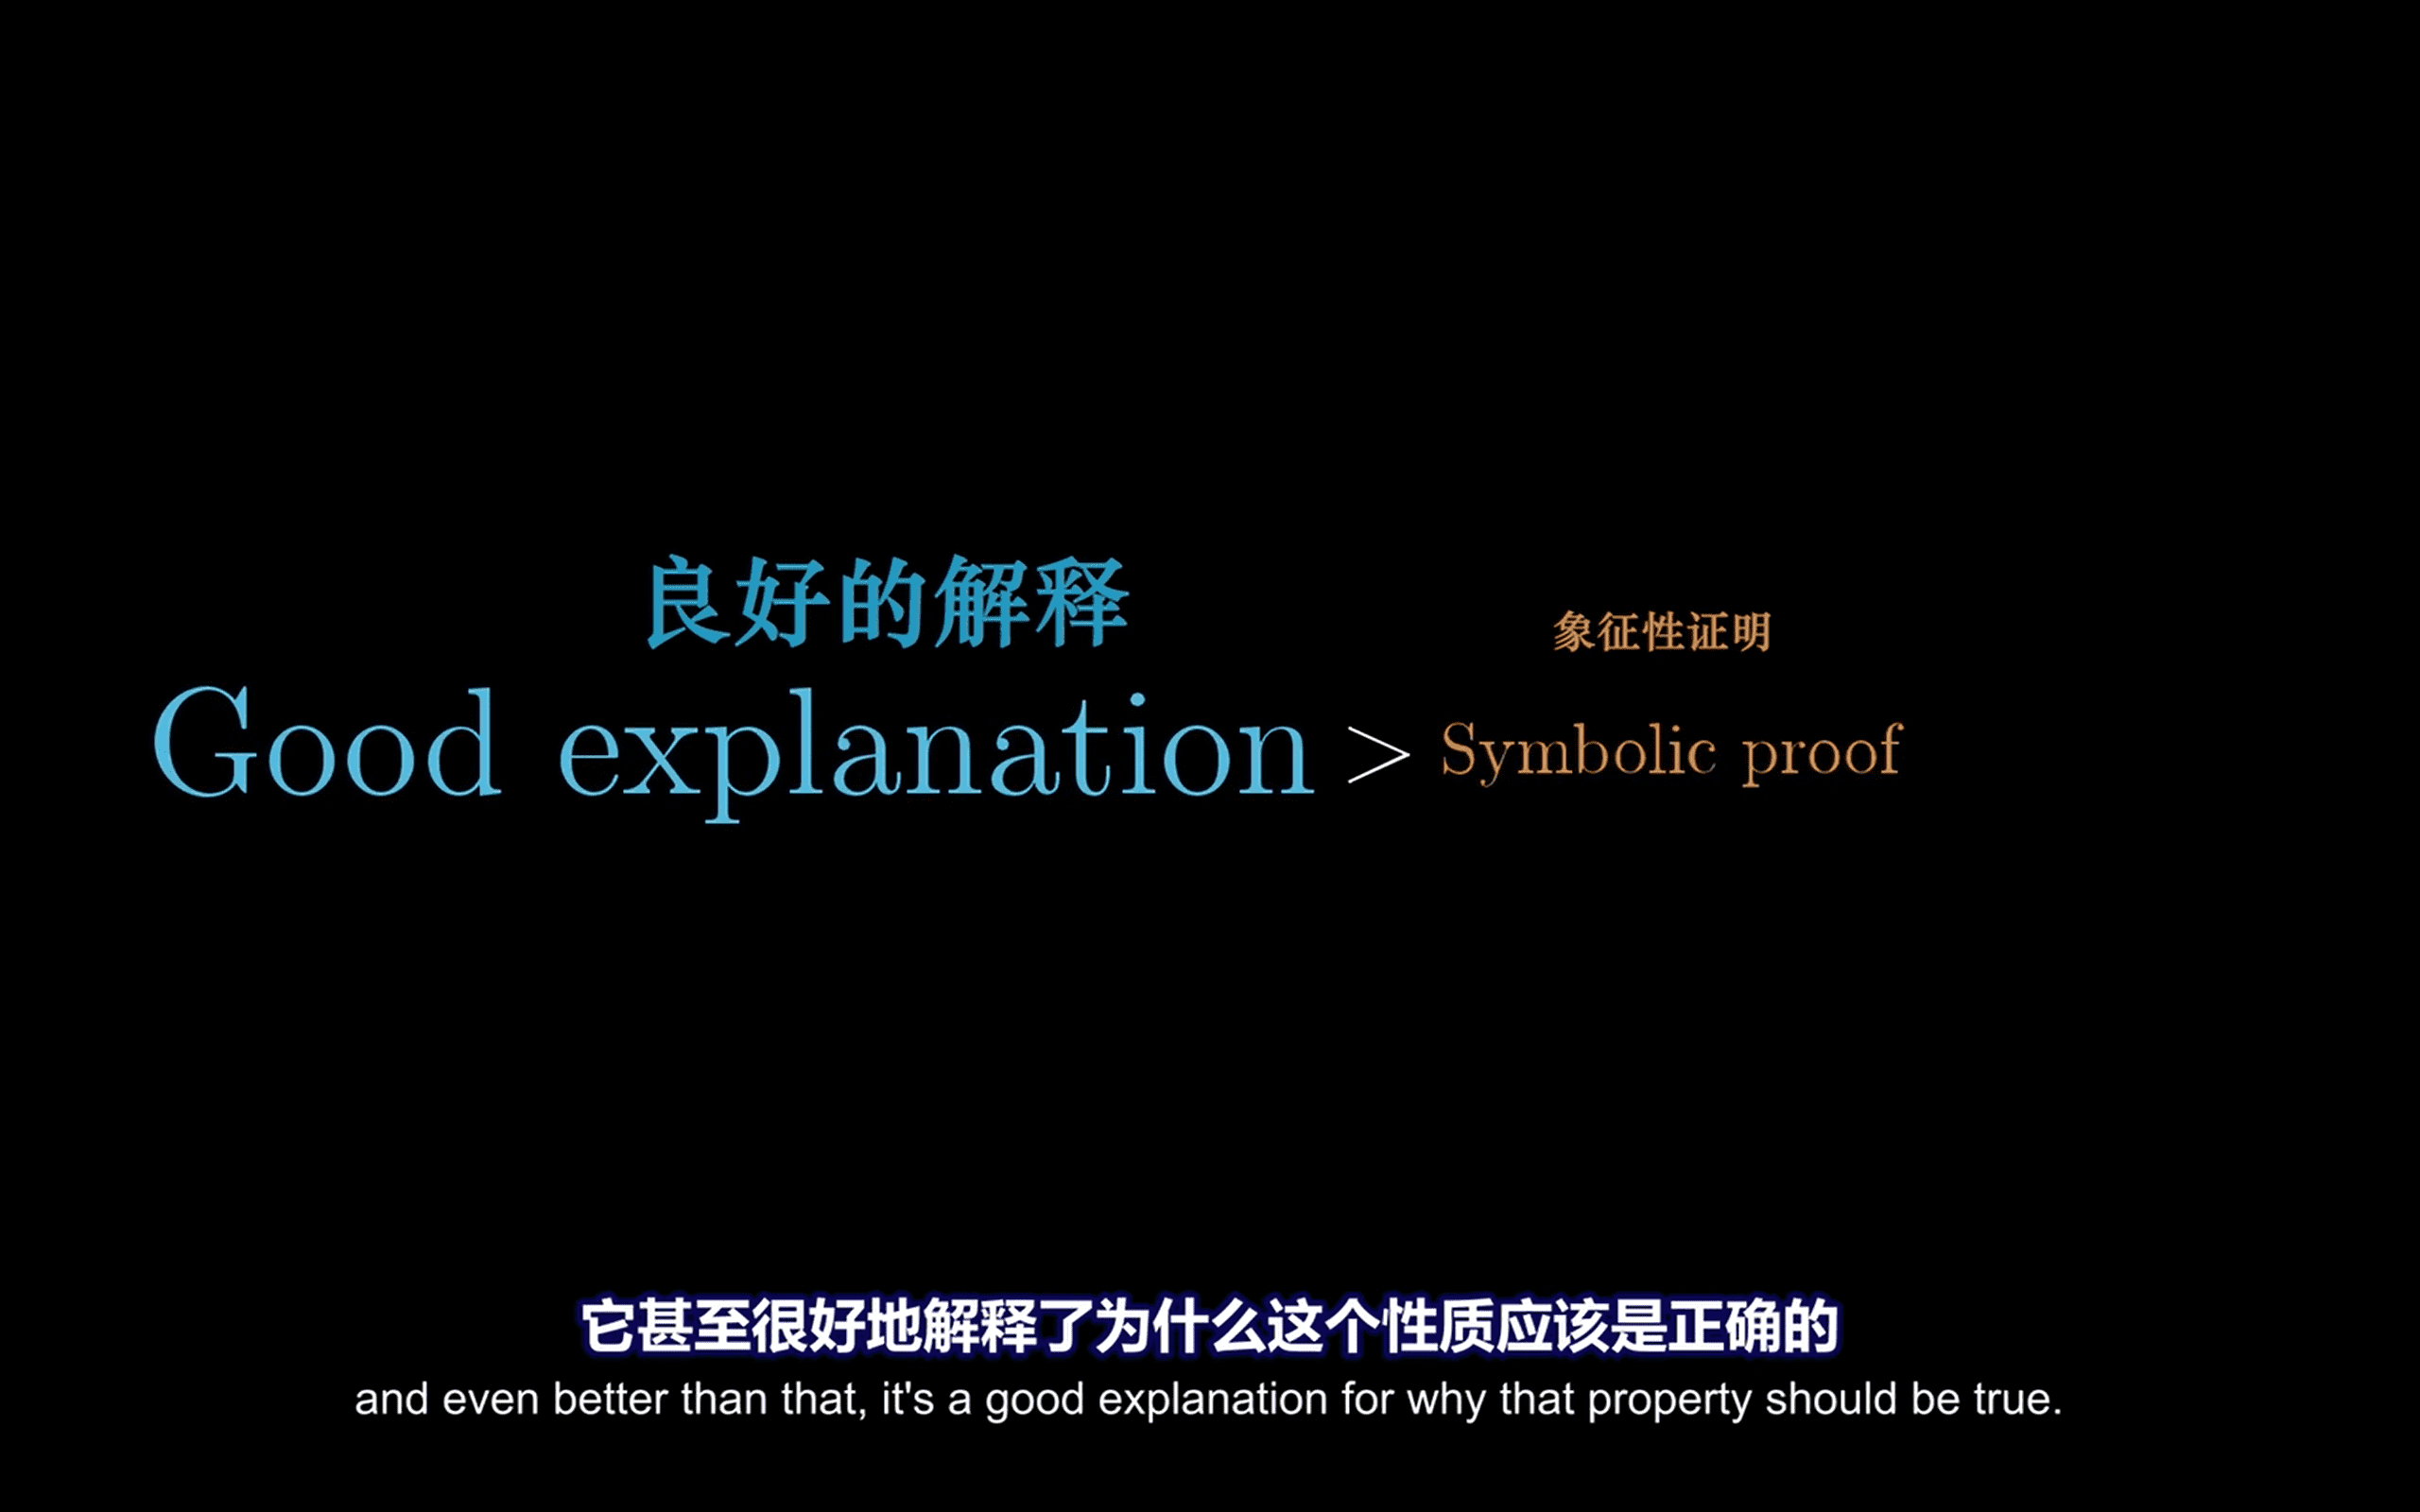 良好的解释
象征性证明
Good explanation > Symbolic proof
它甚至很好地解释了为什么这个性质应该是正确的
and even better than that, it's a good explanation for why that property should be true.